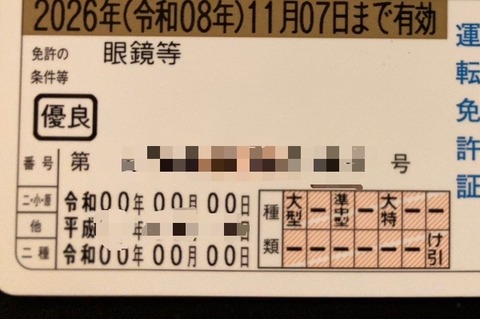 2026年(令和08年)11月07日まで有効
免許の
条件等
眼鏡等
優良
番号 第 号
二・小・原 令和00年00月00日
他 平成 年 月 日
二種 令和00年00月00日
種類
大型 ー 準中型 ー 大特 ー ー
ー ー ー ー ー ー け引
運転免許証